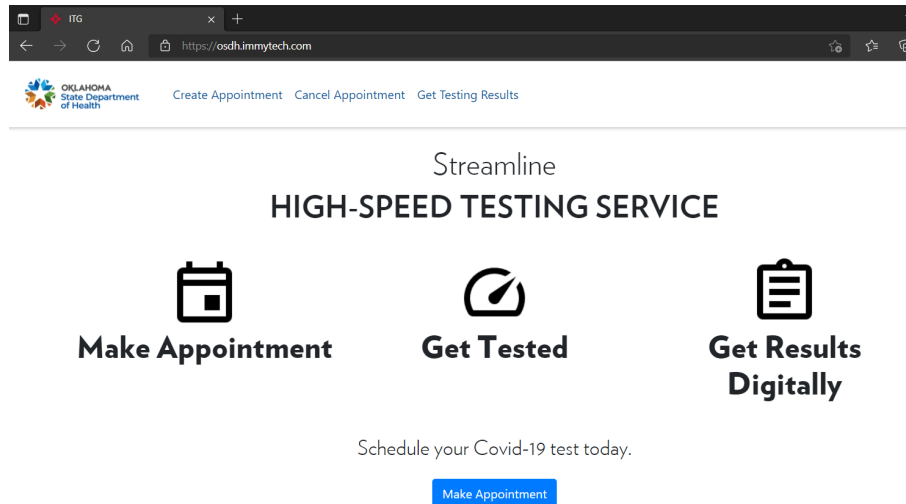 ITG
https://osdh.immytech.com
OKLAHOMA
State Department
of Health
Create Appointment Cancel Appointment Get Testing Results
Streamline
HIGH-SPEED TESTING SERVICE
Make Appointment
Get Tested
Get Results
Digitally
Schedule your Covid-19 test today.
Make Appointment